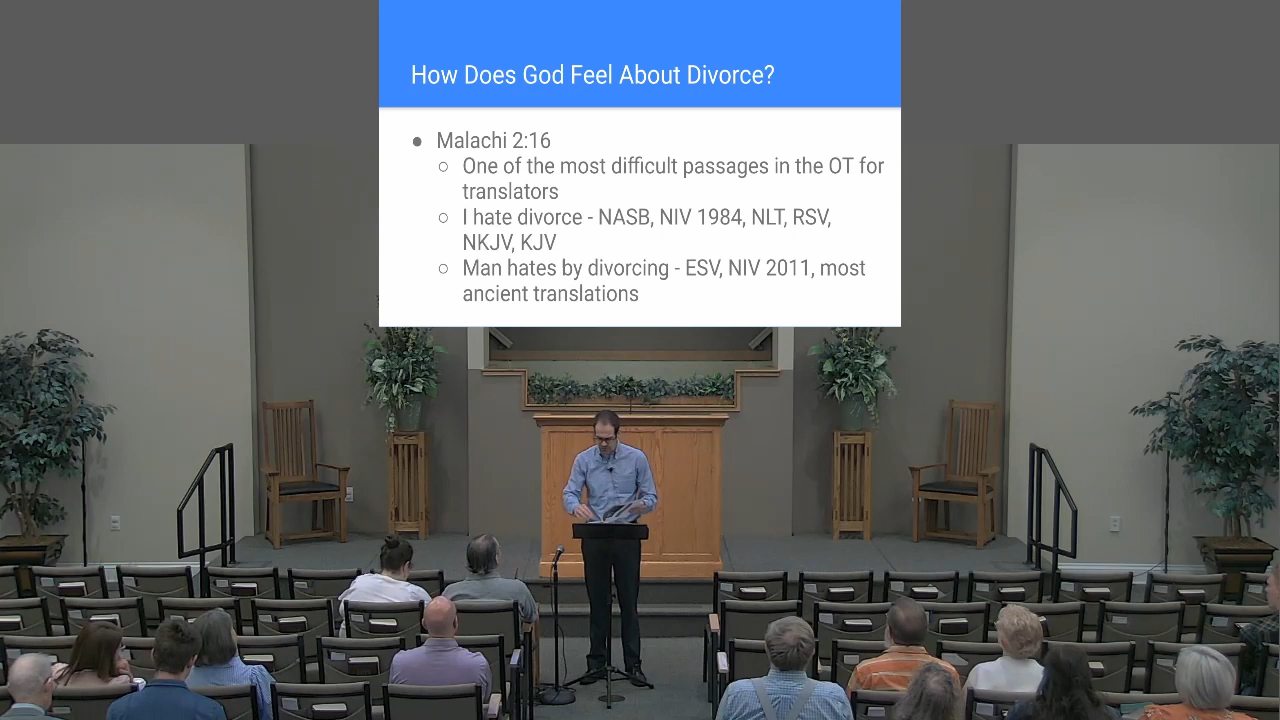 How Does God Feel About Divorce?
● Malachi 2:16
○ One of the most difficult passages in the OT for
translators
○ I hate divorce - NASB, NIV 1984, NLT, RSV,
NKJV, KJV
○ Man hates by divorcing - ESV, NIV 2011, most
ancient translations